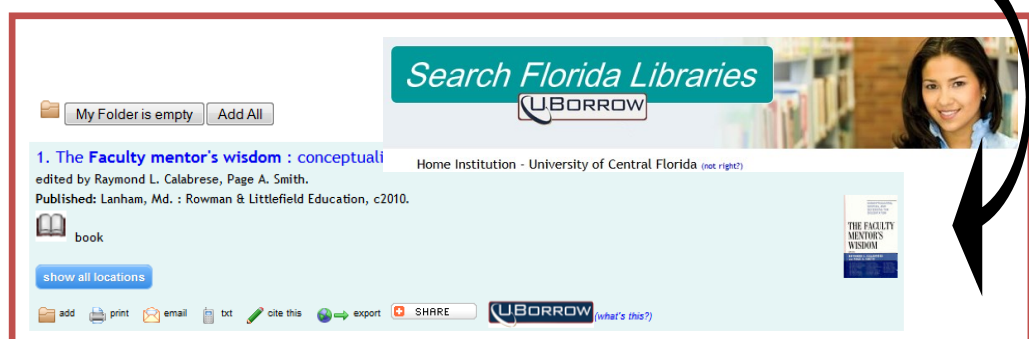 Search Florida Libraries
UBORROW
My Folder is empty Add All
1. The Faculty mentor's wisdom : conceptuali
Home Institution - University of Central Florida (not right?)
edited by Raymond L. Calabrese, Page A. Smith.
Published: Lanham, Md. : Rowman & Littlefield Education, c2010.
book
THE FACULTY
MENTOR'S
WISDOM
show all locations
add print email txt cite this export SHARE UBORROW (what's this?)